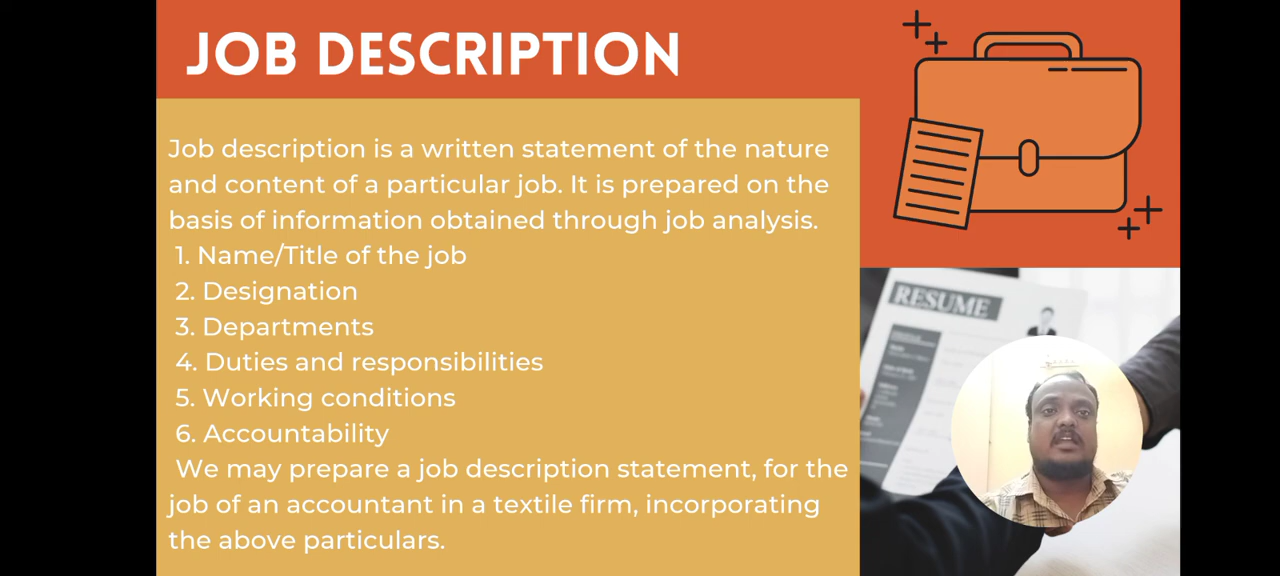 JOB DESCRIPTION
Job description is a written statement of the nature
and content of a particular job. It is prepared on the
basis of information obtained through job analysis.
1. Name/Title of the job
2. Designation
3. Departments
4. Duties and responsibilities
5. Working conditions
6. Accountability
We may prepare a job description statement, for the
job of an accountant in a textile firm, incorporating
the above particulars.
RESUME